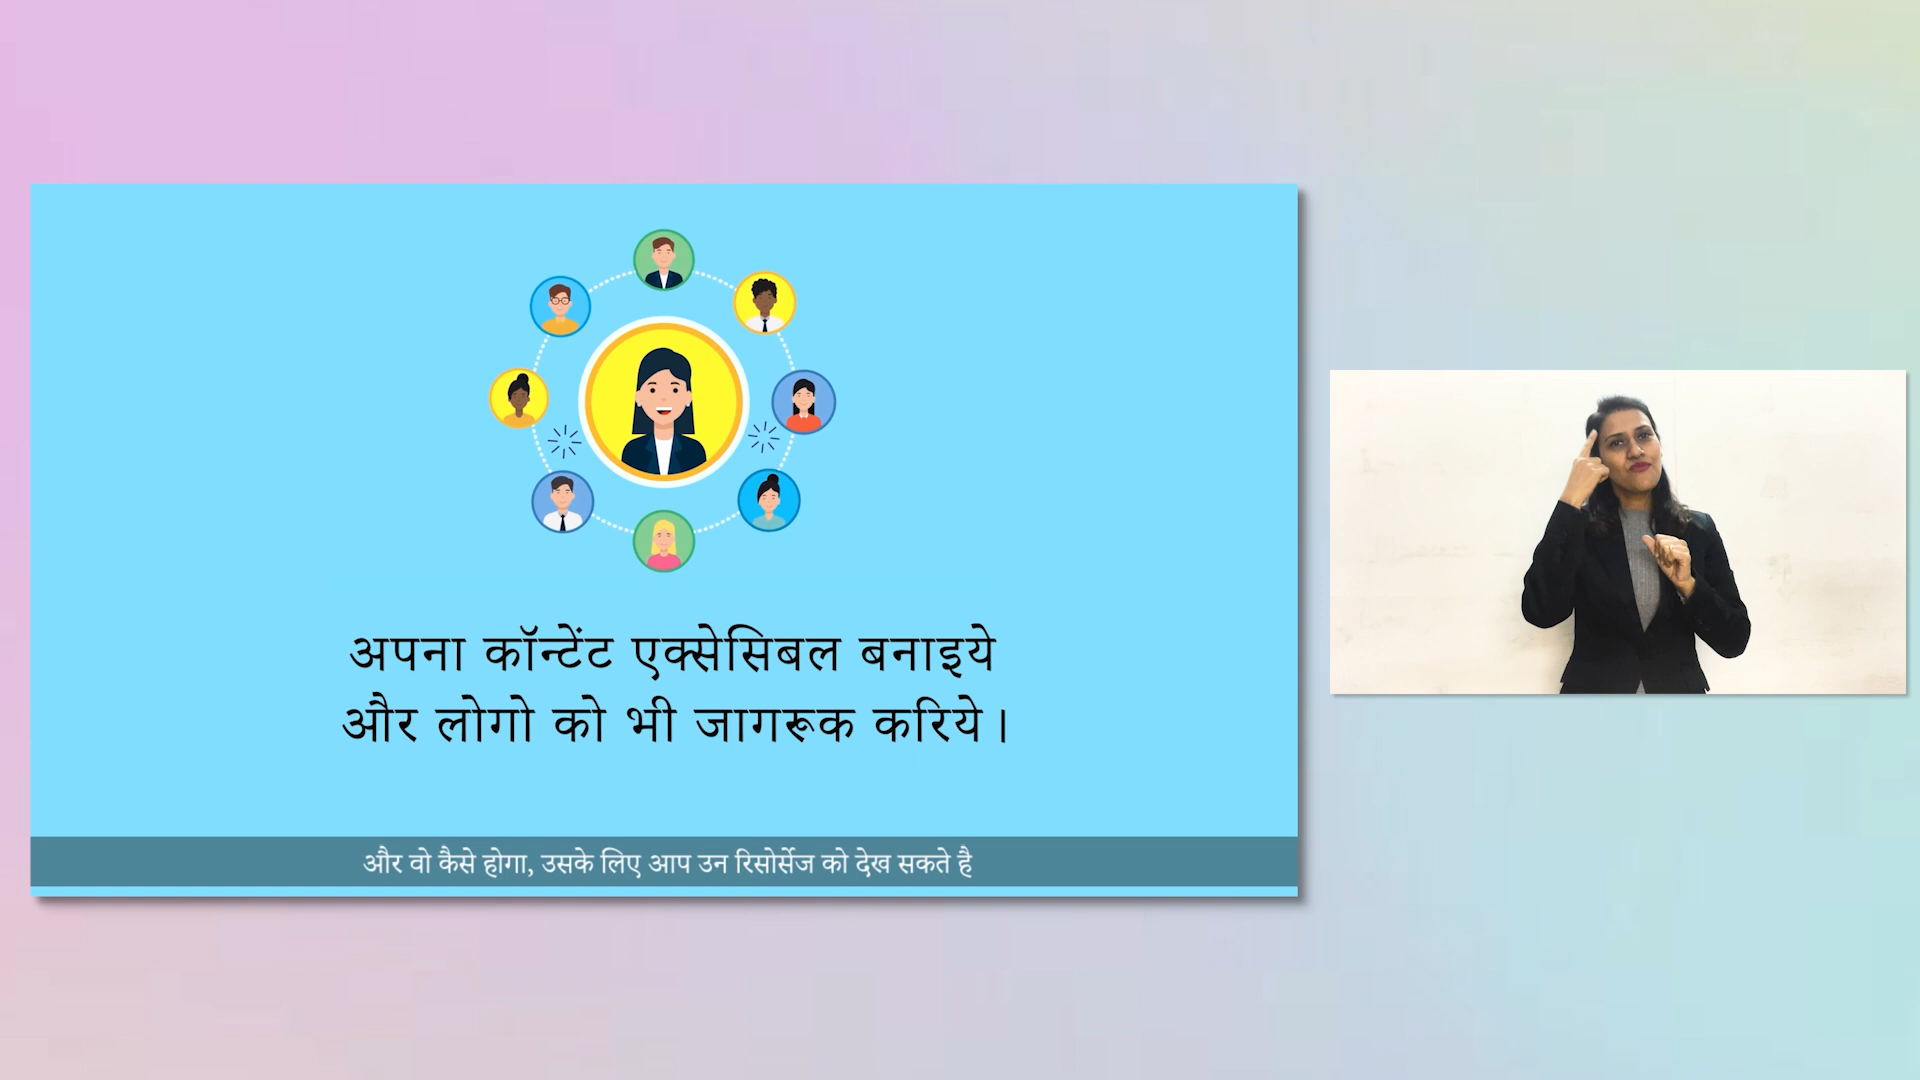 अपना कॉन्टेंट एक्सेसिबल बनाइये
और लोगो को भी जागरूक करिये।
और वो कैसे होगा, उसके लिए आप उन रिसोर्सेज को देख सकते है